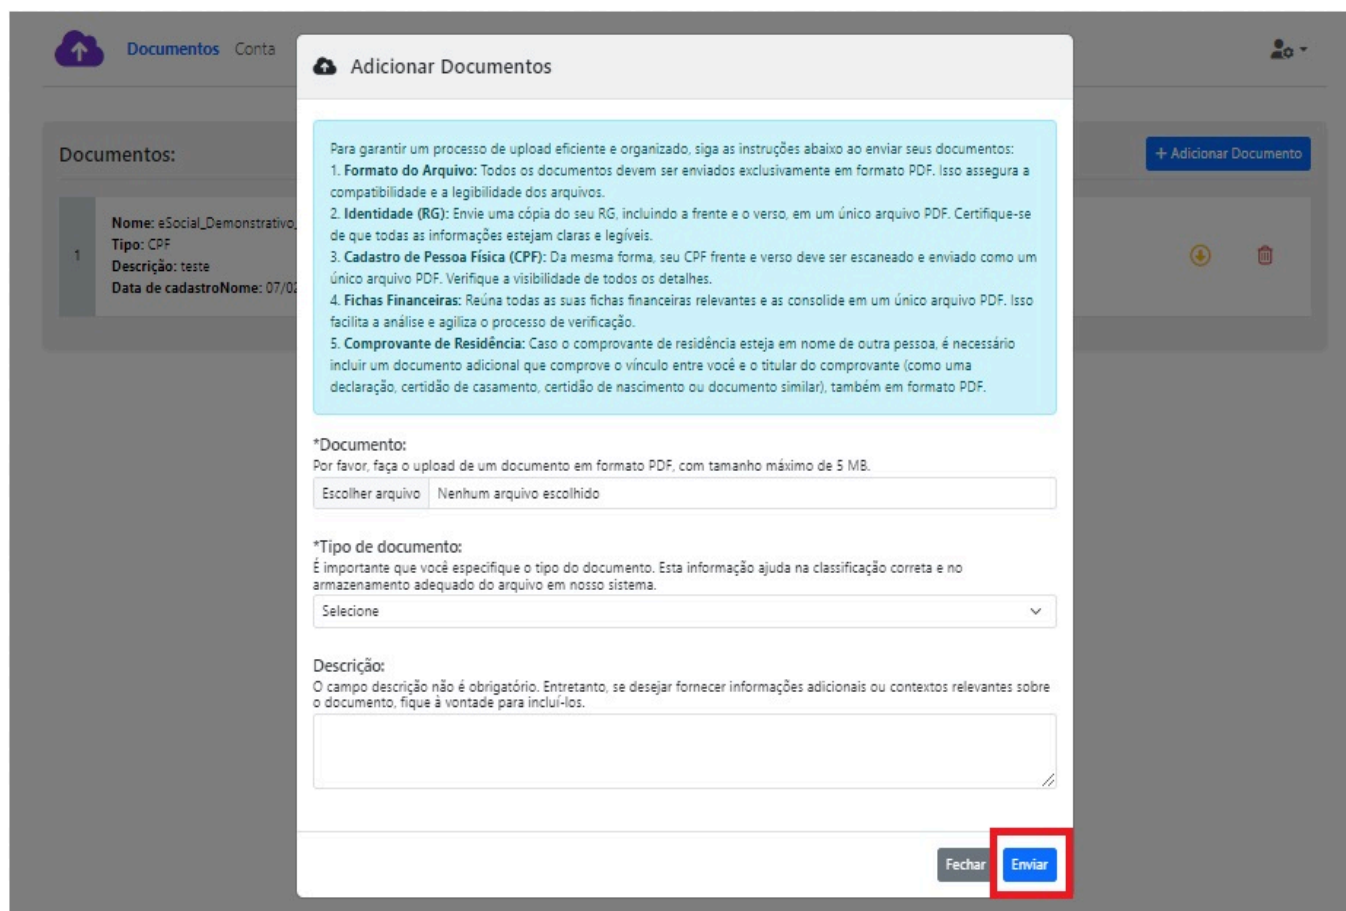 Documentos Conta
Adicionar Documentos
Documentos:
+ Adicionar Documento
Para garantir um processo de upload eficiente e organizado, siga as instruções abaixo ao enviar seus documentos:
1. Formato do Arquivo: Todos os documentos devem ser enviados exclusivamente em formato PDF. Isso assegura a
compatibilidade e a legibilidade dos arquivos.
2. Identidade (RG): Envie uma cópia do seu RG, incluindo a frente e o verso, em um único arquivo PDF. Certifique-se
de que todas as informações estejam claras e legíveis.
3. Cadastro de Pessoa Física (CPF): Da mesma forma, seu CPF frente e verso deve ser escaneado e enviado como um
único arquivo PDF. Verifique a visibilidade de todos os detalhes.
4. Fichas Financeiras: Reúna todas as suas fichas financeiras relevantes e as consolide em um único arquivo PDF. Isso
facilita a análise e agiliza o processo de verificação.
5. Comprovante de Residência: Caso o comprovante de residência esteja em nome de outra pessoa, é necessário
incluir um documento adicional que comprove o vínculo entre você e o titular do comprovante (como uma
declaração, certidão de casamento, certidão de nascimento ou documento similar), também em formato PDF.
1
Nome: eSocial_Demonstrativo_
Tipo: CPF
Descrição: teste
Data de cadastroNome: 07/02
*Documento:
Por favor, faça o upload de um documento em formato PDF, com tamanho máximo de 5 MB.
Escolher arquivo Nenhum arquivo escolhido
*Tipo de documento:
É importante que você especifique o tipo do documento. Esta informação ajuda na classificação correta e no
armazenamento adequado do arquivo em nosso sistema.
Selecione
Descrição:
O campo descrição não é obrigatório. Entretanto, se desejar fornecer informações adicionais ou contextos relevantes sobre
o documento, fique à vontade para incluí-los.
Fechar Enviar